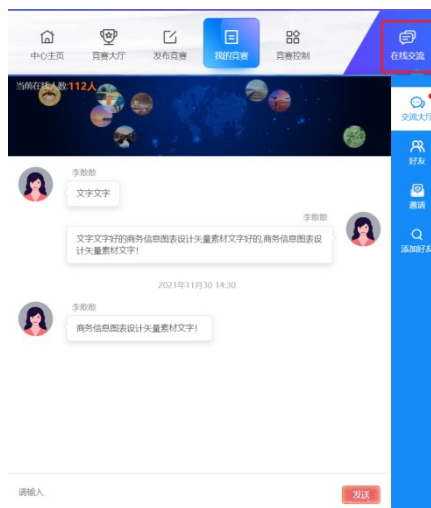 中心主页
竞赛大厅
发布竞赛
我的竞赛
竞赛控制
在线交流
当前在线人数:112人
交流大厅
好友
邀请
添加好友
李散散
文字文字
李散散
文字文字好的商务信息图表设计矢量素材文字好的,商务信息图表设
计矢量素材文字!
2021年11月30 14:30
李散散
商务信息图表设计矢量素材文字!
请输入
发送